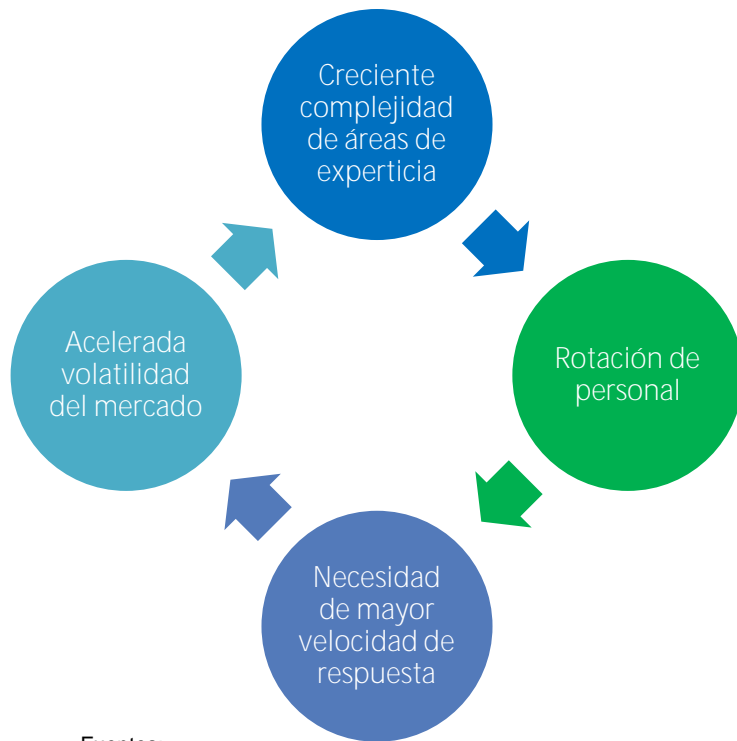 Creciente
complejidad
de áreas de
experticia
Rotación de
personal
Necesidad
de mayor
velocidad de
respuesta
Acelerada
volatilidad
del mercado